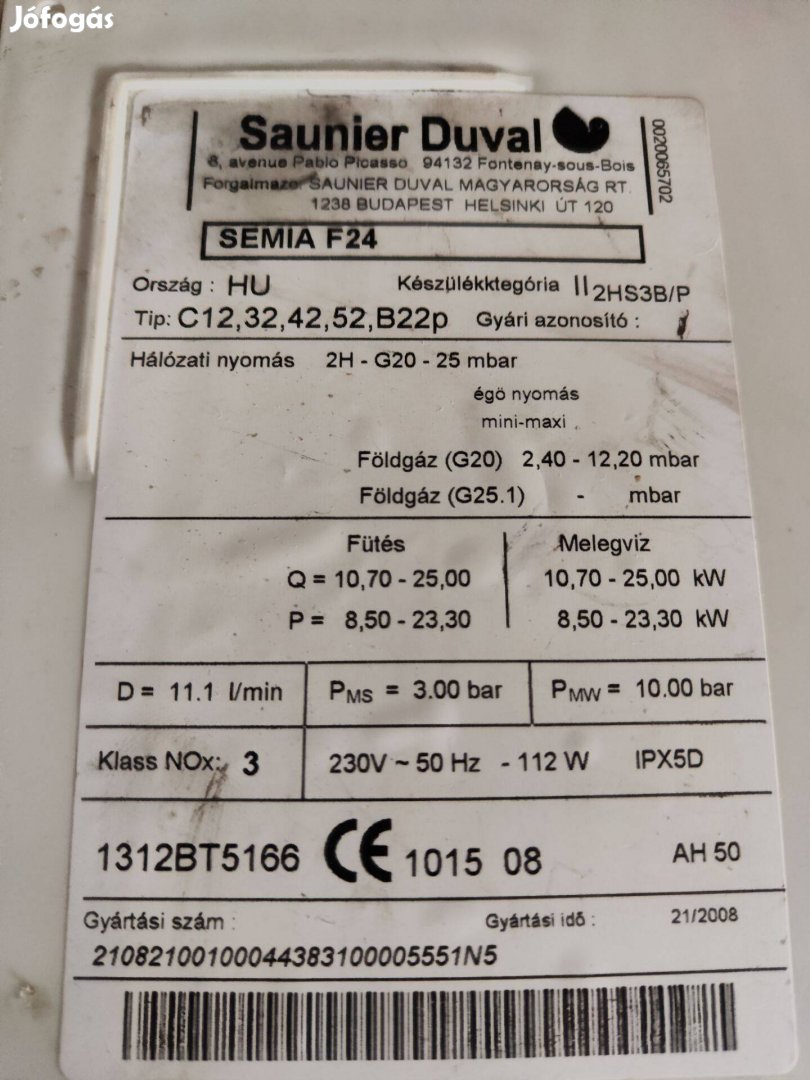 Jófogás
Saunier Duval
8, avenue Pablo Picasso 94132 Fontenay-sous-Bois
Forgalmazó: SAUNIER DUVAL MAGYARORSÁG RT.
1238 BUDAPEST HELSINKI ÚT 120
0020065702
SEMIA F24
Ország : HU Készülékktegória II2HS3B/P
Tip: C12,32,42,52,B22p Gyári azonosító :
Hálózati nyomás 2H - G20 - 25 mbar
égö nyomás
mini-maxi
Földgáz (G20) 2,40 - 12,20 mbar
Földgáz (G25.1) - mbar
Fütés Melegviz
Q = 10,70 - 25,00 10,70 - 25,00 kW
P = 8,50 - 23,30 8,50 - 23,30 kW
D = 11.1 l/min PMS = 3.00 bar PMW = 10.00 bar
Klass NOx: 3 230V ~ 50 Hz - 112 W IPX5D
1312BT5166 CE 1015 08 AH 50
Gyártási szám : Gyártási idő : 21/2008
21082100100044383100005551N5